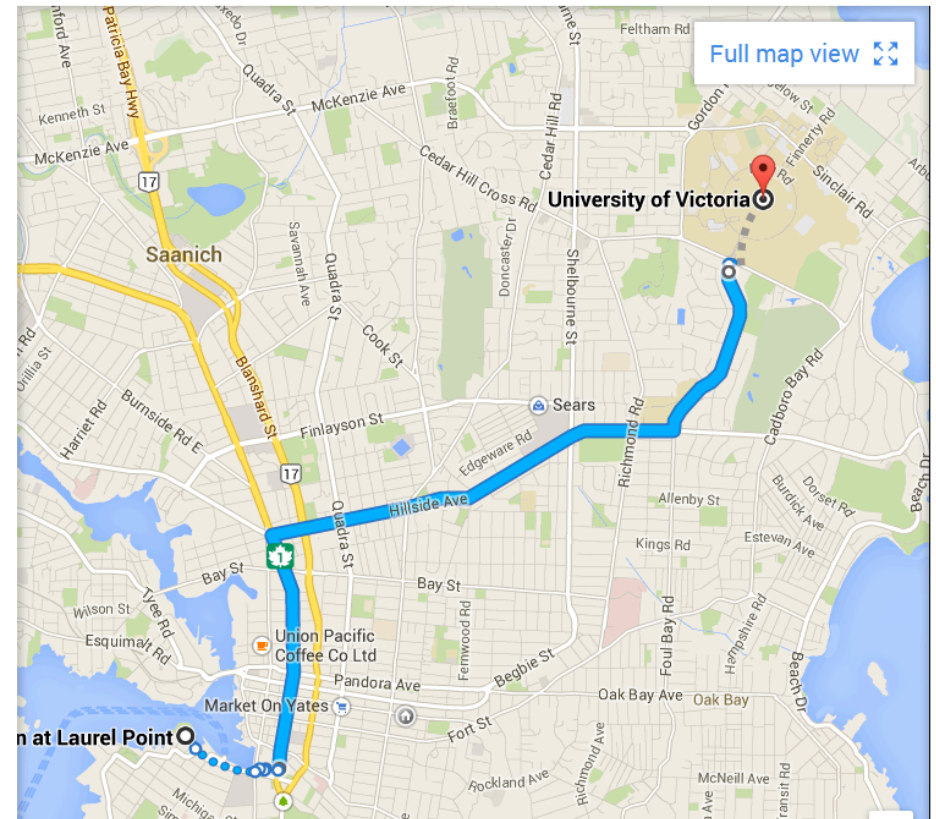 Patricia Bay Hwy
Quadra St
Feltham Rd
Full map view
McKenzie Ave
Braefoot Rd
Kenneth St
McKenzie Ave
17
Cedar Hill Rd
Cedar Hill Cross Rd
Finnerty Rd
Sinclair Rd
University of Victoria
Saanich
Savannah Ave
Quadra St
Doncaster Dr
Shelbourne St
Cook St
Blanshard St
Burnside Rd E
Harriet Rd
Finlayson St
Sears
Edgeware Rd
Richmond Rd
Cadboro Bay Rd
17
Hillside Ave
Allenby St
Burdick Ave
Dorset Rd
Beach Dr
Quadra St
Kings Rd
Estevan Ave
1
Bay St
Bay St
Wilson St
Tyee Rd
Esquimalt Rd
Union Pacific
Coffee Co Ltd
Fernwood Rd
Foul Bay Rd
Hampshire Rd
Begbie St
Pandora Ave
Beach Dr
Market On Yates
Oak Bay Ave
Oak Bay
Fort St
n at Laurel Point
Richmond Ave
Rockland Ave
McNeill Ave